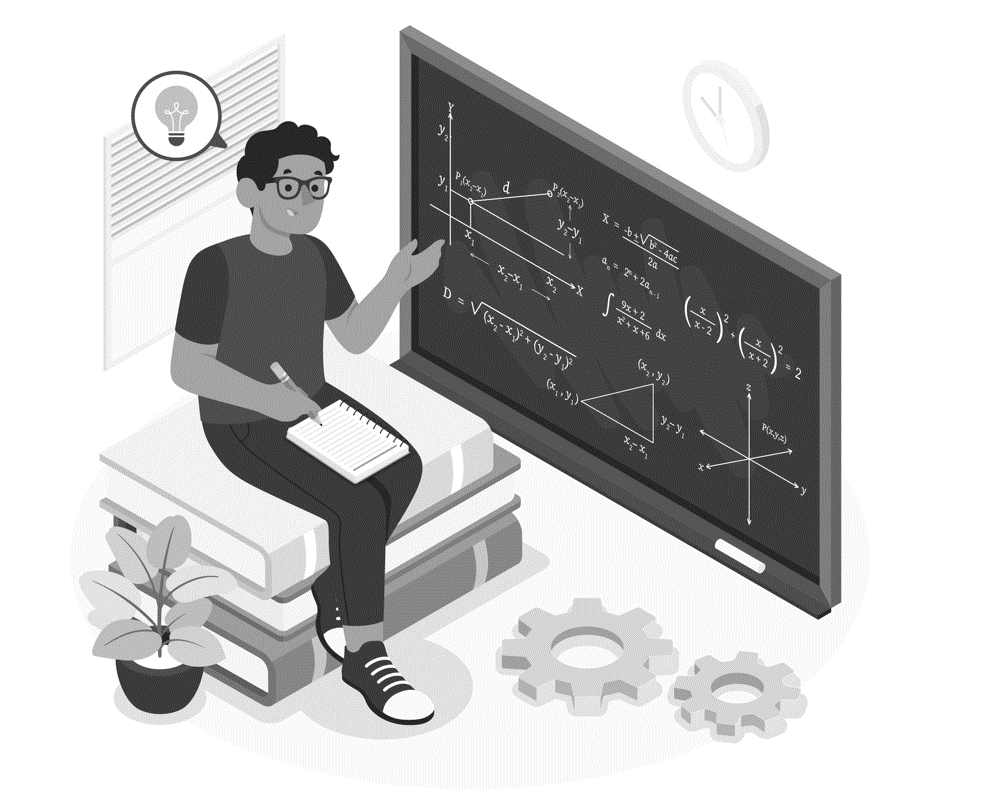 Y
y₂
y₁
P₁(x₂-x₁)
d
P₂(x₂-x₁)
y₂-y₁
x₁
x₂-x₁
x₂
X
D = √(x₂-x₁)²+(y₂-y₁)²
X = -b±√b²-4ac / 2a
aₙ = 2ⁿ+2aₙ₋₁
∫ 9x+2 / x²+x+6 dx
(x / x-2)² + (x / x+2)² = 2
(x₁,y₁)
(x₂,y₂)
y₂-y₁
x₂-x₁
z
P(x,y,z)
x
y